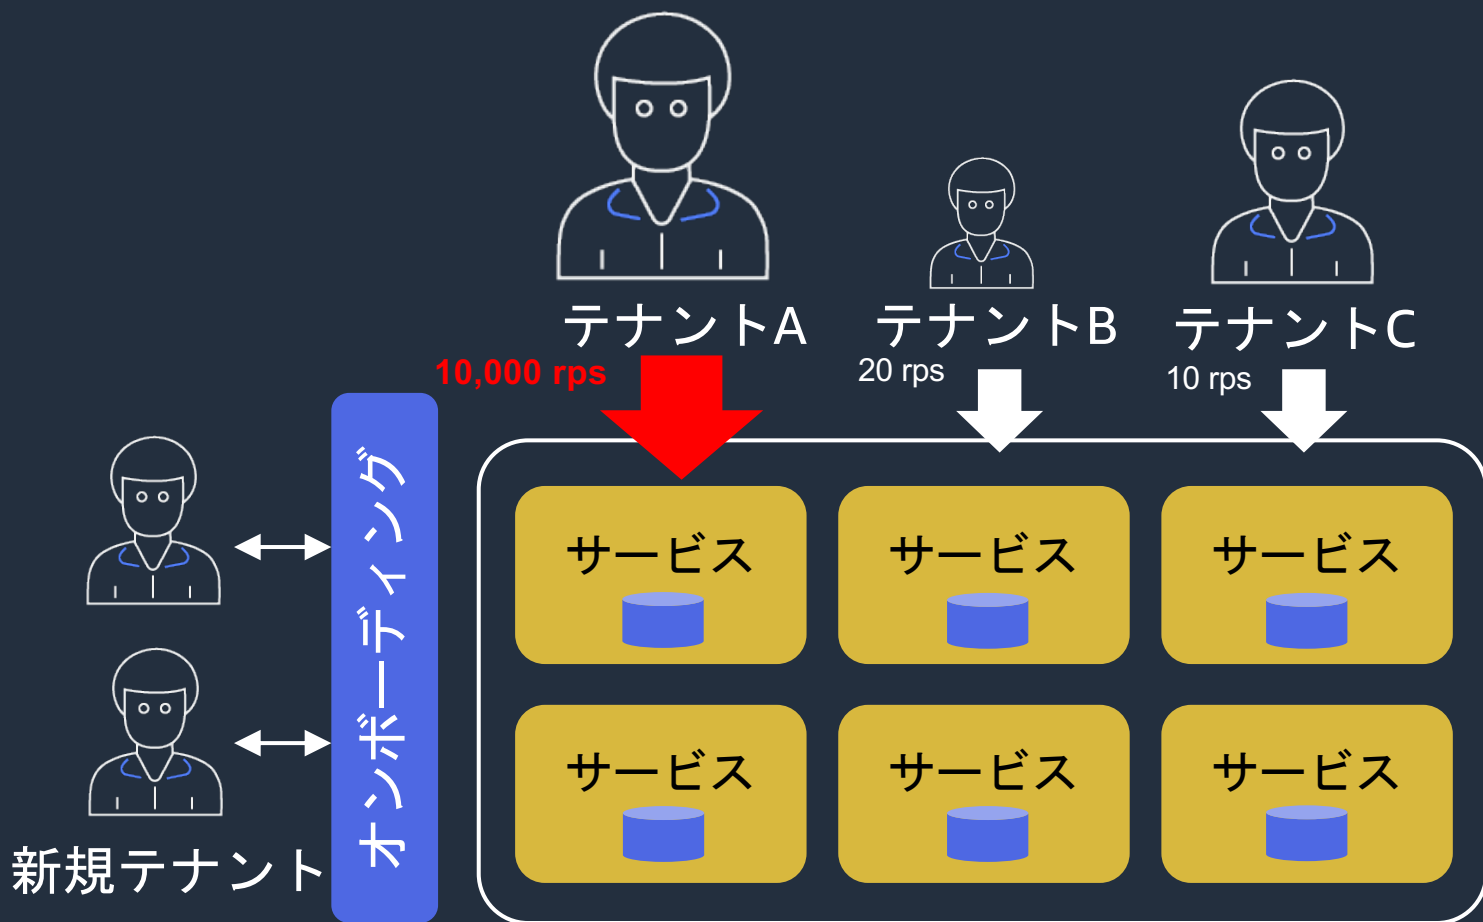 テナントA
テナントB
テナントC
10,000 rps
20 rps
10 rps
オンボーディング
サービス
サービス
サービス
サービス
サービス
サービス
新規テナント